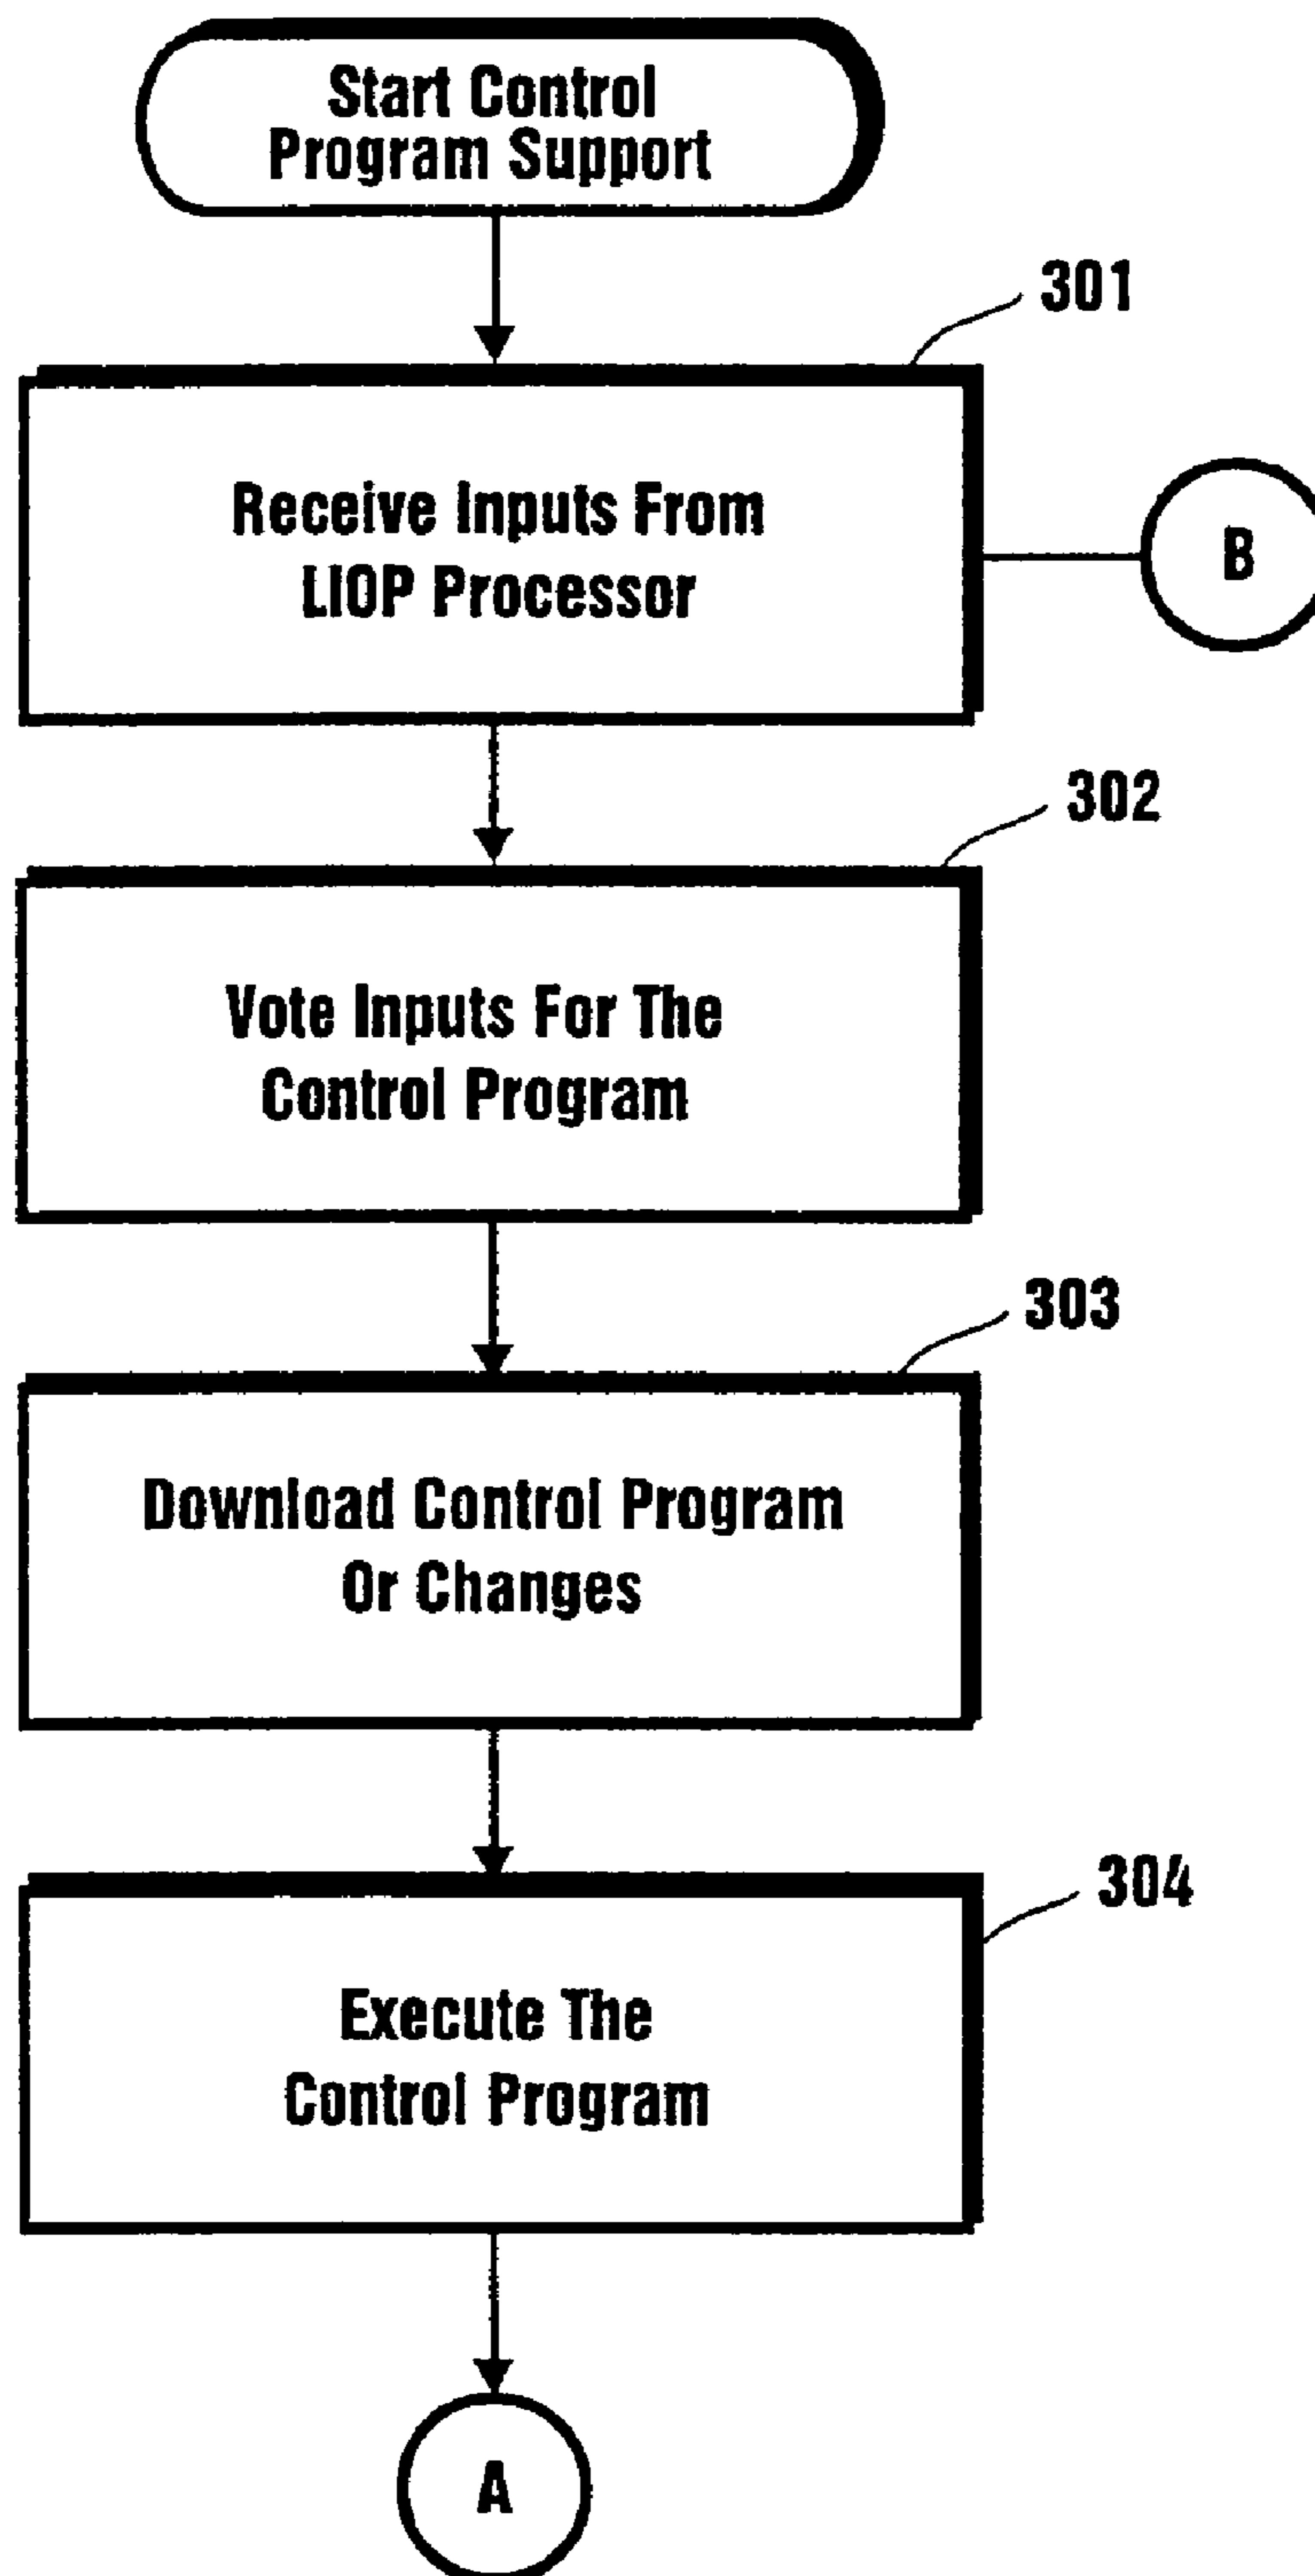 Start Control
Program Support
301
Receive Inputs From
LIOP Processor
B
302
Vote Inputs For The
Control Program
303
Download Control Program
Or Changes
304
Execute The
Control Program
A